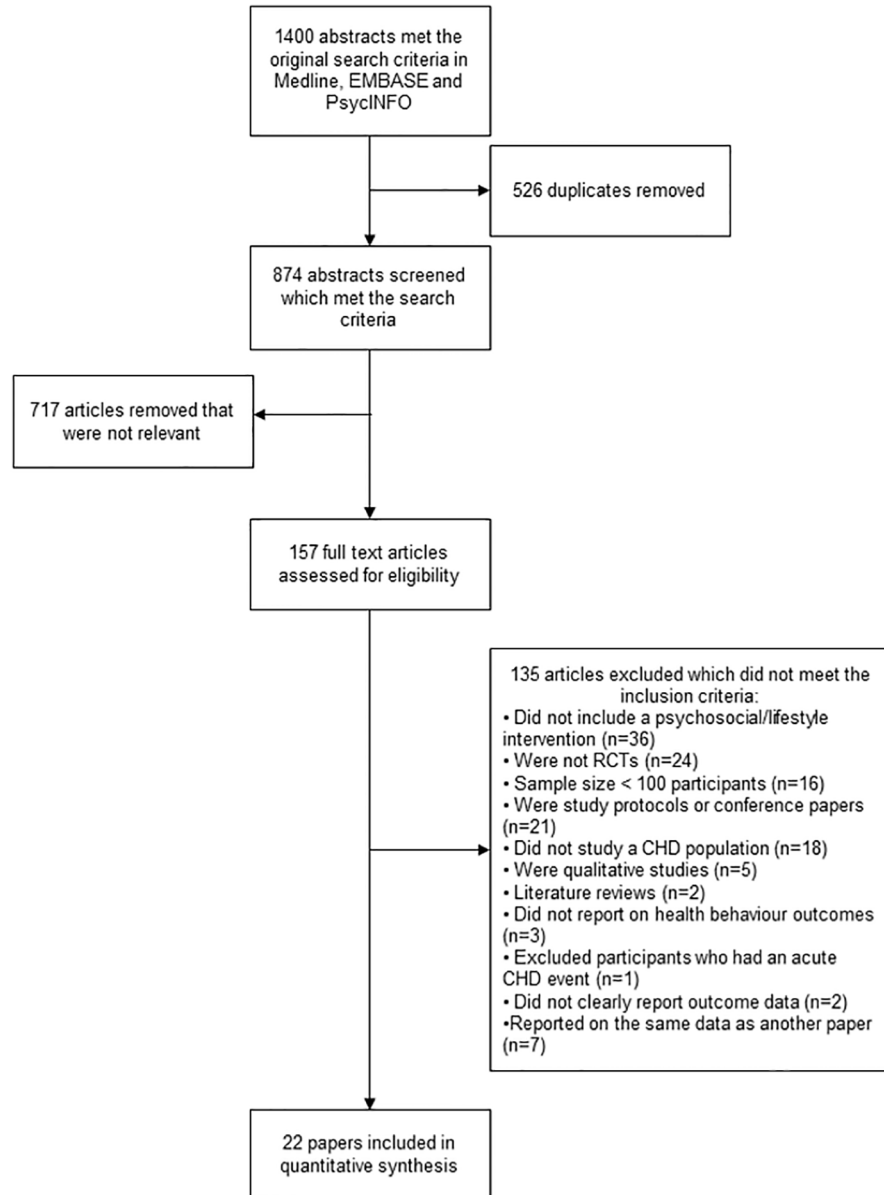 1400 abstracts met the
original search criteria in
Medline, EMBASE and
PsycINFO
526 duplicates removed
874 abstracts screened
which met the search
criteria
717 articles removed that
were not relevant
157 full text articles
assessed for eligibility
135 articles excluded which did not meet the
inclusion criteria:
• Did not include a psychosocial/lifestyle
intervention (n=36)
• Were not RCTs (n=24)
• Sample size < 100 participants (n=16)
• Were study protocols or conference papers
(n=21)
• Did not study a CHD population (n=18)
• Were qualitative studies (n=5)
• Literature reviews (n=2)
• Did not report on health behaviour outcomes
(n=3)
• Excluded participants who had an acute
CHD event (n=1)
• Did not clearly report outcome data (n=2)
•Reported on the same data as another paper
(n=7)
22 papers included in
quantitative synthesis